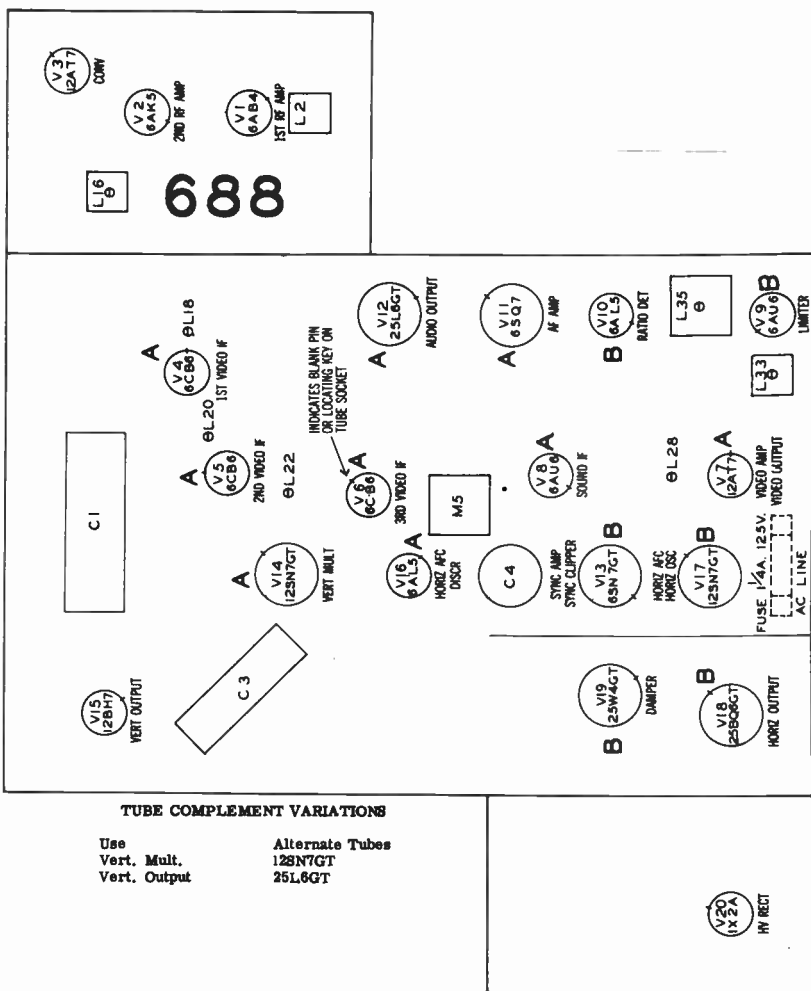 V3
12AT7
CONV
V2
6AK5
2ND RF AMP
V1
6AB4
1ST RF AMP
L2
L16
688
C1
V4
6CB6
1ST VIDEO IF
A
L18
L20
V5
6CB6
2ND VIDEO IF
A
L22
INDICATES BLANK PIN
OR LOCATING KEY ON
TUBE SOCKET
V6
6CB6
3RD VIDEO IF
A
V12
25L6GT
AUDIO OUTPUT
A
V11
6SQ7
AF AMP
A
V10
6AL5
RATIO DET
B
L35
V9
6AU6
LIMITER
B
L33
V14
12SN7GT
VERT MULT
A
V16
6AL5
HORIZ AFC
DISCR
A
M5
V8
6AU6
SOUND IF
A
L28
V7
12AT7
VIDEO AMP
VIDEO OUTPUT
A
C4
SYNC AMP
SYNC CLIPPER
V13
6SN7GT
B
HORIZ AFC
HORIZ OSC
V17
12SN7GT
B
FUSE 1/4A. 125V.
AC LINE
V15
12BH7
VERT OUTPUT
C3
V19
25W4GT
DAMPER
B
V18
25BQ6GT
HORIZ OUTPUT
B
TUBE COMPLEMENT VARIATIONS
Use Alternate Tubes
Vert. Mult. 12SN7GT
Vert. Output 25L6GT
V20
1X2A
HV RECT